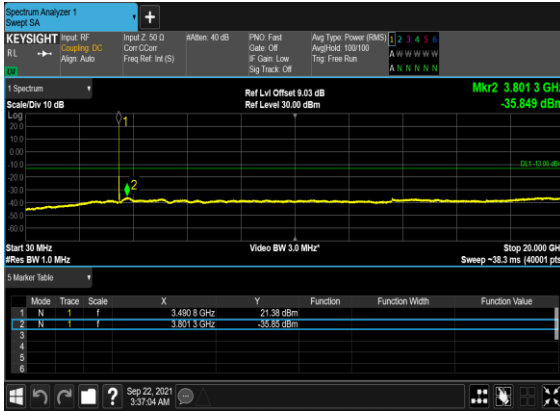 Spectrum Analyzer 1
Swept SA
+
KEYSIGHT Input: RF Input Z: 50 Ω #Atten: 40 dB PNO: Fast Avg Type: Power (RMS) 1 2 3 4 5 6
RL Coupling: DC Corr CCorr Gate: Off Avg|Hold: 100/100 A W W W W W
Align: Auto Freq Ref: Int (S) IF Gain: Low Trig: Free Run
Sig Track: Off A N N N N N
1 Spectrum Ref Lvl Offset 9.03 dB Mkr2 3.801 3 GHz
Scale/Div 10 dB Ref Level 30.00 dBm -35.849 dBm
Log
20.0
10.0
0.00
-10.0
-20.0
-30.0
-40.0
-50.0
-60.0
1
2
DL1 -13.00 dBm
Start 30 MHz Video BW 3.0 MHz* Stop 20.000 GHz
#Res BW 1.0 MHz Sweep ~38.3 ms (40001 pts)
5 Marker Table
Mode Trace Scale X Y Function Function Width Function Value
1 N 1 f 3.490 8 GHz 21.38 dBm
2 N 1 f 3.801 3 GHz -35.85 dBm
3
4
5
6
? Sep 22, 2021
3:37:04 AM